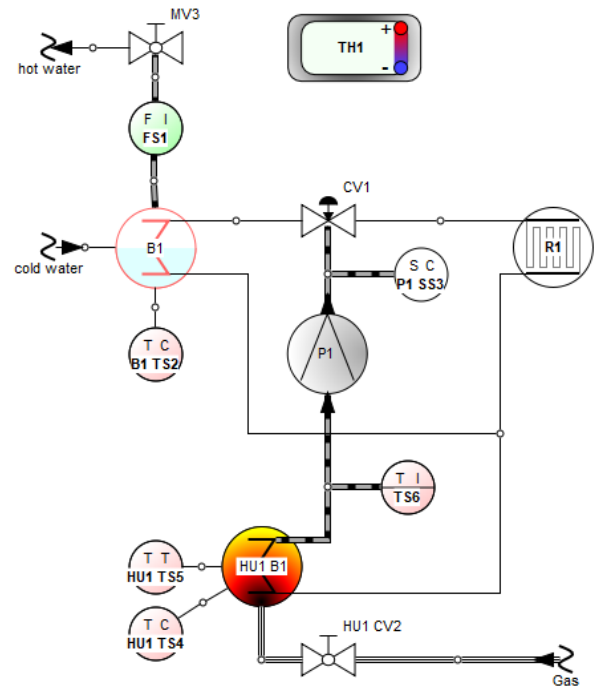 MV3
hot water
+
TH1
-
F I
FS1
CV1
B1
cold water
R1
S C
P1 SS3
T C
B1 TS2
P1
T I
TS6
T T
HU1 TS5
HU1 B1
T C
HU1 TS4
HU1 CV2
Gas